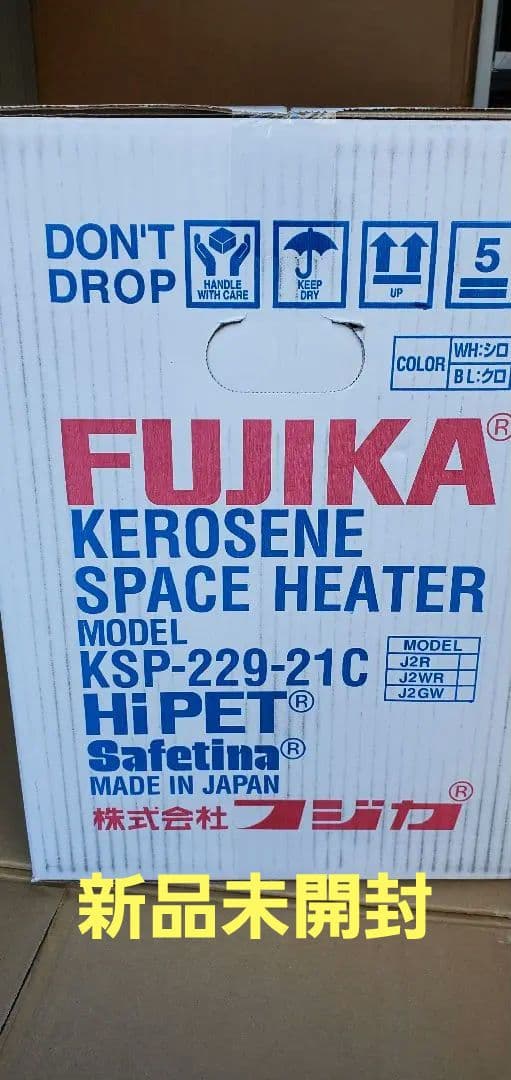 DON'T
DROP
HANDLE
WITH CARE
KEEP
DRY
UP
5
COLOR
WH:シロ
BL:クロ
FUJIKA®
KEROSENE
SPACE HEATER
MODEL
KSP-229-21C
MODEL
J2R
J2WR
J2GW
HiPET®
Safetina®
MADE IN JAPAN
株式会社フジカ®
新品未開封